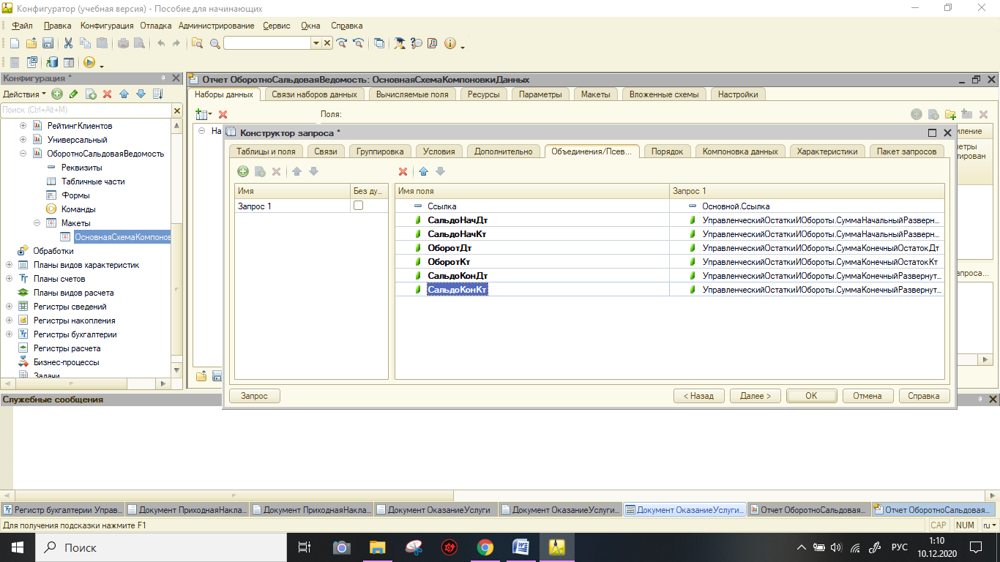 Конфигуратор (учебная версия) - Пособие для начинающих
Файл Правка Конфигурация Отладка Администрирование Сервис Окна Справка
Конфигурация *
Действия
Поиск (Ctrl+Alt+M)
РейтингКлиентов
Универсальный
ОборотноСальдоваяВедомость
Реквизиты
Табличные части
Формы
Команды
Макеты
ОсновнаяСхемаКомпонов
Обработки
Планы видов характеристик
Планы счетов
Планы видов расчета
Регистры сведений
Регистры накопления
Регистры бухгалтерии
Регистры расчета
Бизнес-процессы
Задачи
Отчет ОборотноСальдоваяВедомость: ОсновнаяСхемаКомпоновкиДанных
Наборы данных Связи наборов данных Вычисляемые поля Ресурсы Параметры Макеты Вложенные схемы Настройки
Поля:
На
ление
етры
тирован
апроса...
Конструктор запроса *
Таблицы и поля Связи Группировка Условия Дополнительно Объединения/Псев... Порядок Компоновка данных Характеристики Пакет запросов
Имя Без ду... Имя поля Запрос 1
Запрос 1 Ссылка Основной.Ссылка
СальдоНачДт УправленческийОстаткиИОбороты.СуммаНачальныйРазверн...
СальдоНачКт УправленческийОстаткиИОбороты.СуммаНачальныйРазверн...
ОборотДт УправленческийОстаткиИОбороты.СуммаКонечныйОстатокДт
ОборотКт УправленческийОстаткиИОбороты.СуммаКонечныйОстатокКт
СальдоКонДт УправленческийОстаткиИОбороты.СуммаКонечныйРазвернут...
СальдоКонКт УправленческийОстаткиИОбороты.СуммаКонечныйРазвернут...
Запрос < Назад Далее > ОК Отмена Справка
Служебные сообщения
Регистр бухгалтерии Управ... Документ ПриходнаяНакла... Документ ПриходнаяНакла... Документ ОказаниеУслуги Документ ОказаниеУслуги... Документ ОказаниеУслуги... Отчет ОборотноСальдовая... Отчет ОборотноСальдовая...
Для получения подсказки нажмите F1 CAP NUM ru
Поиск РУС 1:10
10.12.2020